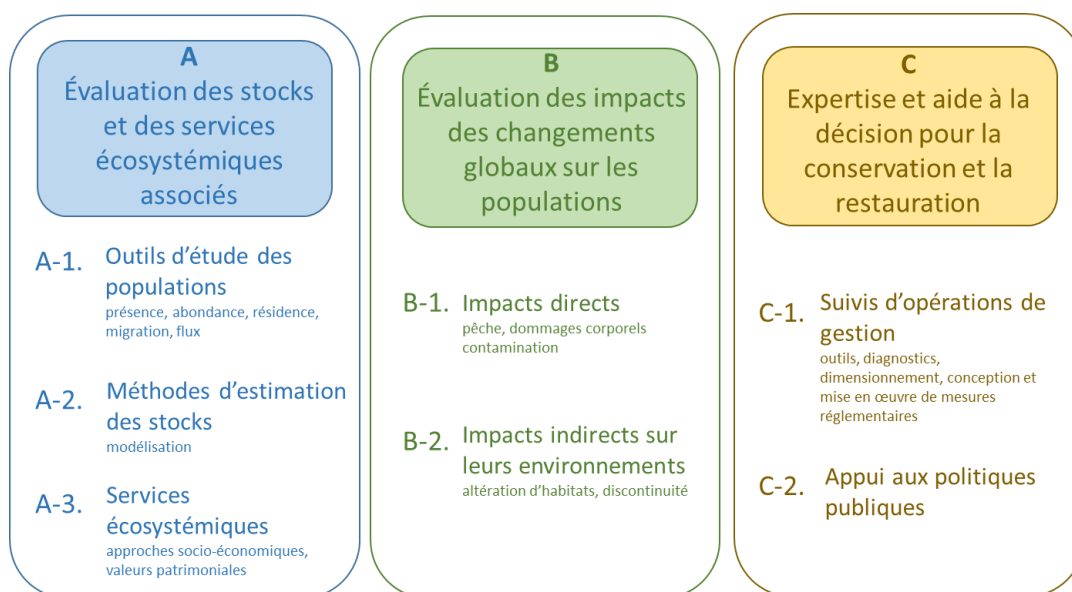 A
Évaluation des stocks
et des services
écosystémiques
associés
A-1. Outils d'étude des
populations
présence, abondance, résidence,
migration, flux
A-2. Méthodes d'estimation
des stocks
modélisation
A-3. Services
écosystémiques
approches socio-économiques,
valeurs patrimoniales
B
Évaluation des impacts
des changements
globaux sur les
populations
B-1. Impacts directs
pêche, dommages corporels
contamination
B-2. Impacts indirects sur
leurs environnements
altération d'habitats, discontinuité
C
Expertise et aide à la
décision pour la
conservation et la
restauration
C-1. Suivis d'opérations de
gestion
outils, diagnostics,
dimensionnement, conception et
mise en œuvre de mesures
réglementaires
C-2. Appui aux politiques
publiques